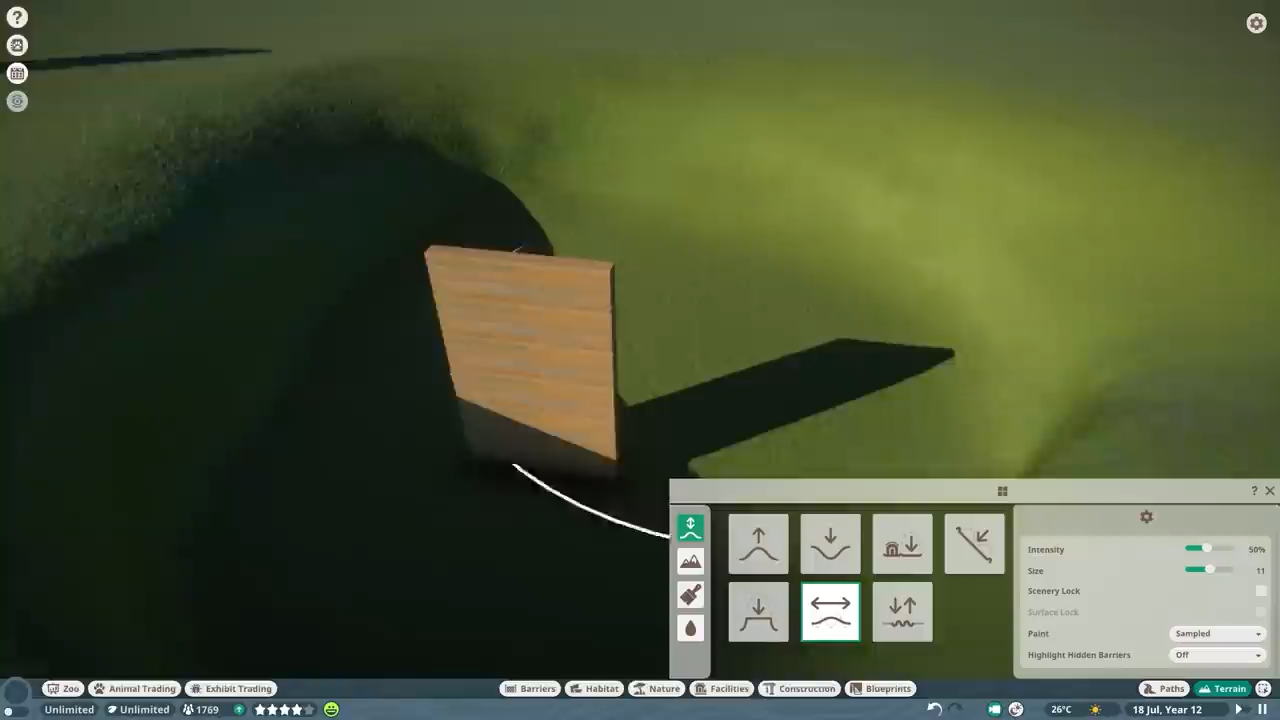 ?
? ×
Intensity 50%
Size 11
Scenery Lock
Surface Lock
Paint Sampled
Highlight Hidden Barriers Off
Zoo Animal Trading Exhibit Trading Barriers Habitat Nature Facilities Construction Blueprints Paths Terrain
Unlimited Unlimited 1769 26°C 18 Jul, Year 12